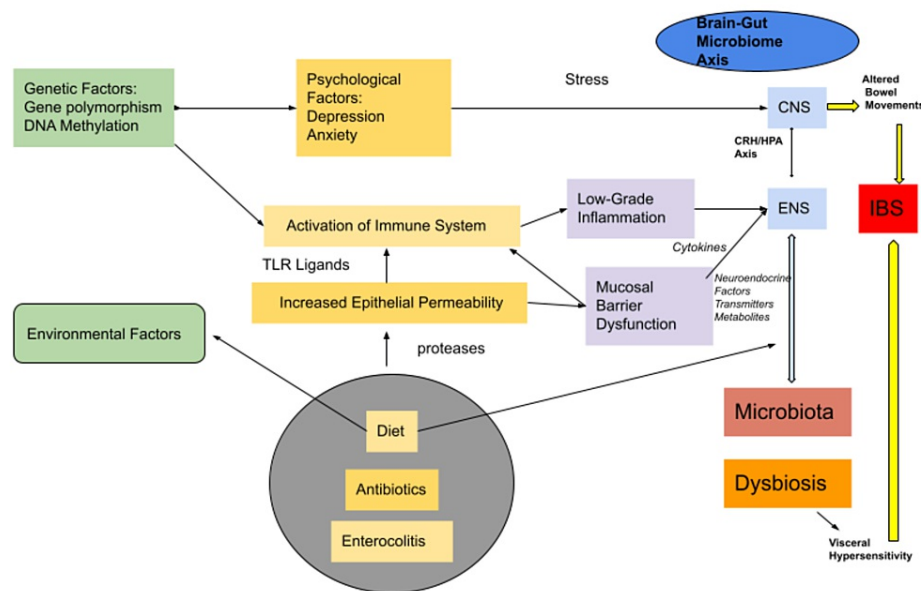 Brain-Gut
Microbiome
Axis
Genetic Factors:
Gene polymorphism
DNA Methylation
Psychological
Factors:
Depression
Anxiety
Stress
CNS
Altered
Bowel
Movements
CRH/HPA
Axis
Low-Grade
Inflammation
ENS
IBS
Activation of Immune System
Cytokines
TLR Ligands
Mucosal
Barrier
Dysfunction
Neuroendocrine
Factors
Transmitters
Metabolites
Increased Epithelial Permeability
Environmental Factors
proteases
Diet
Microbiota
Antibiotics
Dysbiosis
Enterocolitis
Visceral
Hypersensitivity